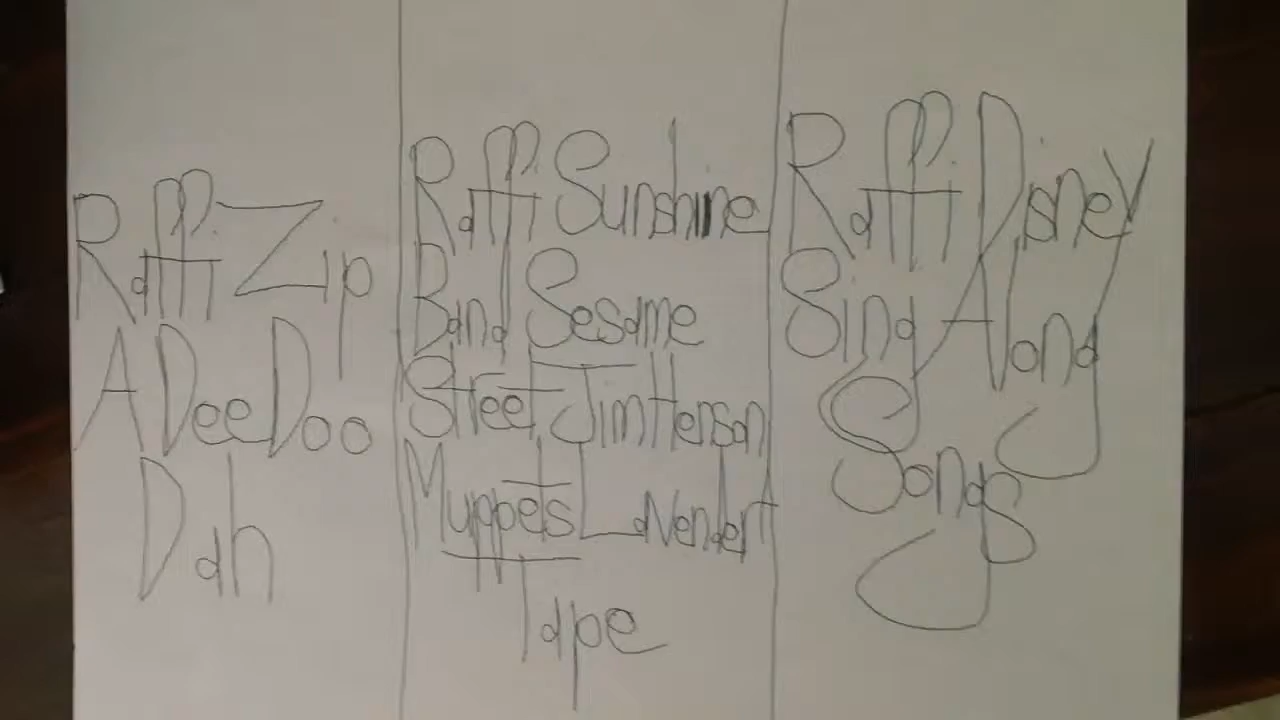 Raffi Zip
A Dee Doo
Dah
Raffi Sunshine
Band Sesame
Street Jim Henson
Muppets Lavender
Tape
Raffi Disney
Sing Along
Songs